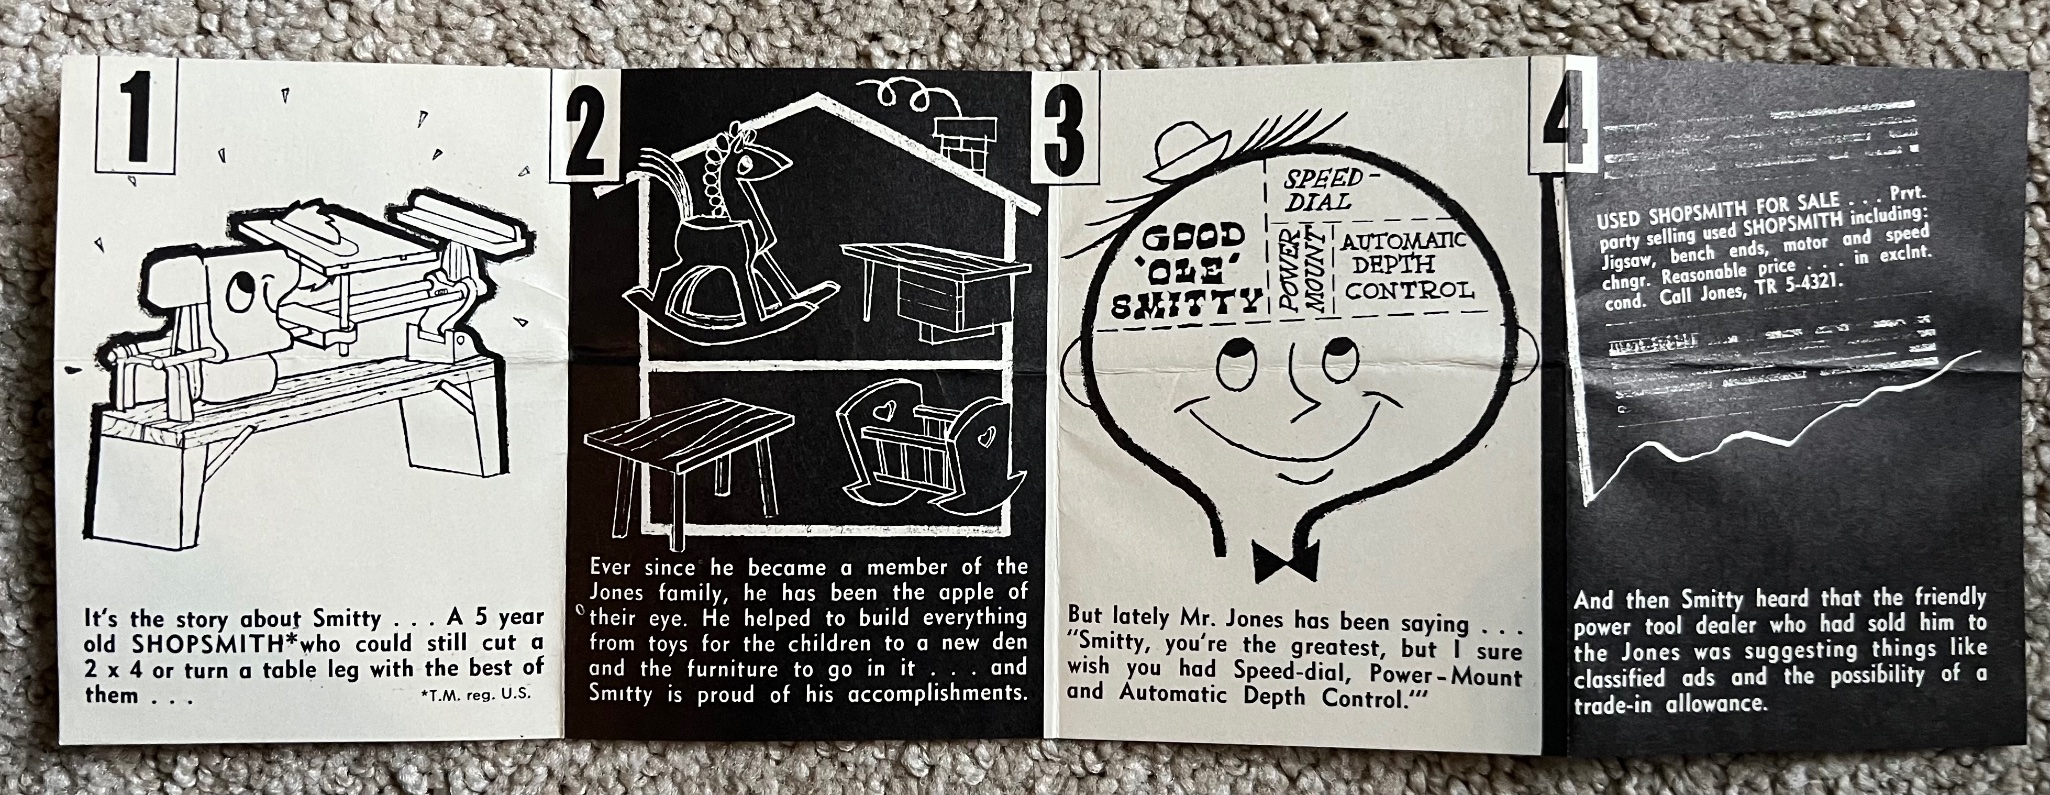 1
It's the story about Smitty . . . A 5 year
old SHOPSMITH*who could still cut a
2 x 4 or turn a table leg with the best of
them . . .
*T.M. reg. U.S.
2
Ever since he became a member of the
Jones family, he has been the apple of
their eye. He helped to build everything
from toys for the children to a new den
and the furniture to go in it . . . and
Smitty is proud of his accomplishments.
3
GOOD
'OLE'
SMITTY
SPEED-
DIAL
POWER
MOUNT
AUTOMATIC
DEPTH
CONTROL
But lately Mr. Jones has been saying . . .
"Smitty, you're the greatest, but I sure
wish you had Speed-dial, Power-Mount
and Automatic Depth Control."'
4
USED SHOPSMITH FOR SALE . . . Prvt.
party selling used SHOPSMITH including:
Jigsaw, bench ends, motor and speed
chngr. Reasonable price . . . in exclnt.
cond. Call Jones, TR 5-4321.
And then Smitty heard that the friendly
power tool dealer who had sold him to
the Jones was suggesting things like
classified ads and the possibility of a
trade-in allowance.